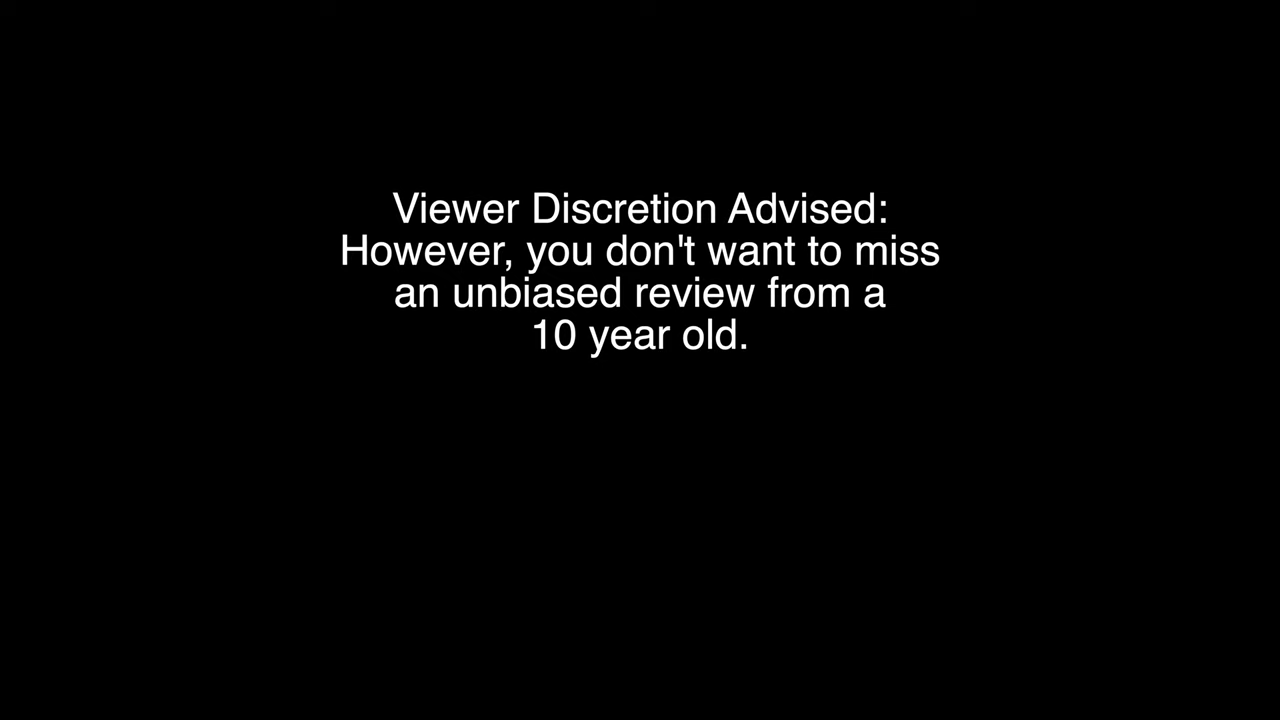 Viewer Discretion Advised:
However, you don't want to miss
an unbiased review from a
10 year old.